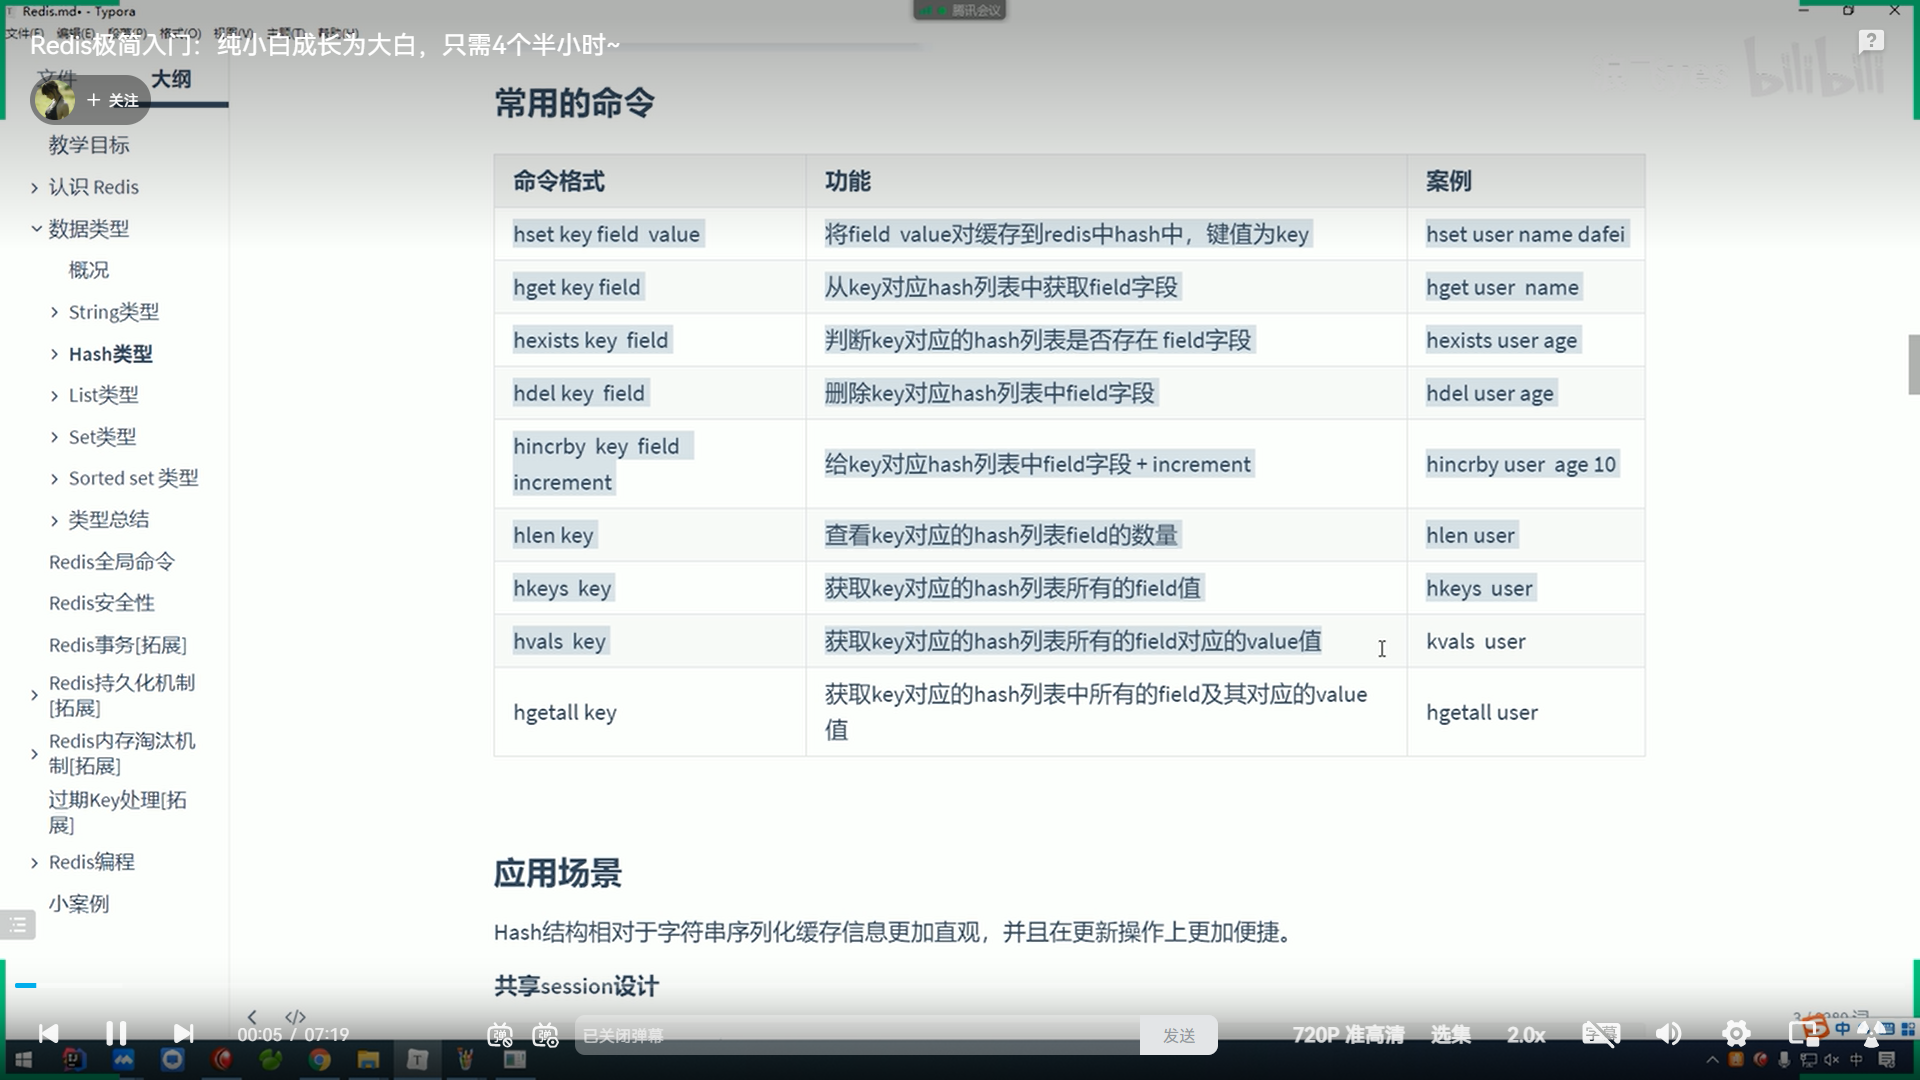 Redis.md• - Typora
腾讯会议
文件(F) 编辑(E) 段落(P) 格式(O) 视图(V) 主题(T) 帮助(H)
Redis极简入门：纯小白成长为大白，只需4个半小时~
bilibili
文件 大纲
+ 关注
教学目标
认识 Redis
数据类型
概况
String类型
Hash类型
List类型
Set类型
Sorted set 类型
类型总结
Redis全局命令
Redis安全性
Redis事务[拓展]
Redis持久化机制
[拓展]
Redis内存淘汰机
制[拓展]
过期Key处理[拓
展]
Redis编程
小案例
常用的命令
命令格式 功能 案例
hset key field value 将field value对缓存到redis中hash中，键值为key hset user name dafei
hget key field 从key对应hash列表中获取field字段 hget user name
hexists key field 判断key对应的hash列表是否存在 field字段 hexists user age
hdel key field 删除key对应hash列表中field字段 hdel user age
hincrby key field
increment 给key对应hash列表中field字段 + increment hincrby user age 10
hlen key 查看key对应的hash列表field的数量 hlen user
hkeys key 获取key对应的hash列表所有的field值 hkeys user
hvals key 获取key对应的hash列表所有的field对应的value值 kvals user
hgetall key 获取key对应的hash列表中所有的field及其对应的value
值 hgetall user
应用场景
Hash结构相对于字符串序列化缓存信息更加直观，并且在更新操作上更加便捷。
共享session设计
00:05 / 07:19
已关闭弹幕 发送
720P 准高清 选集 2.0x 字幕
中
中